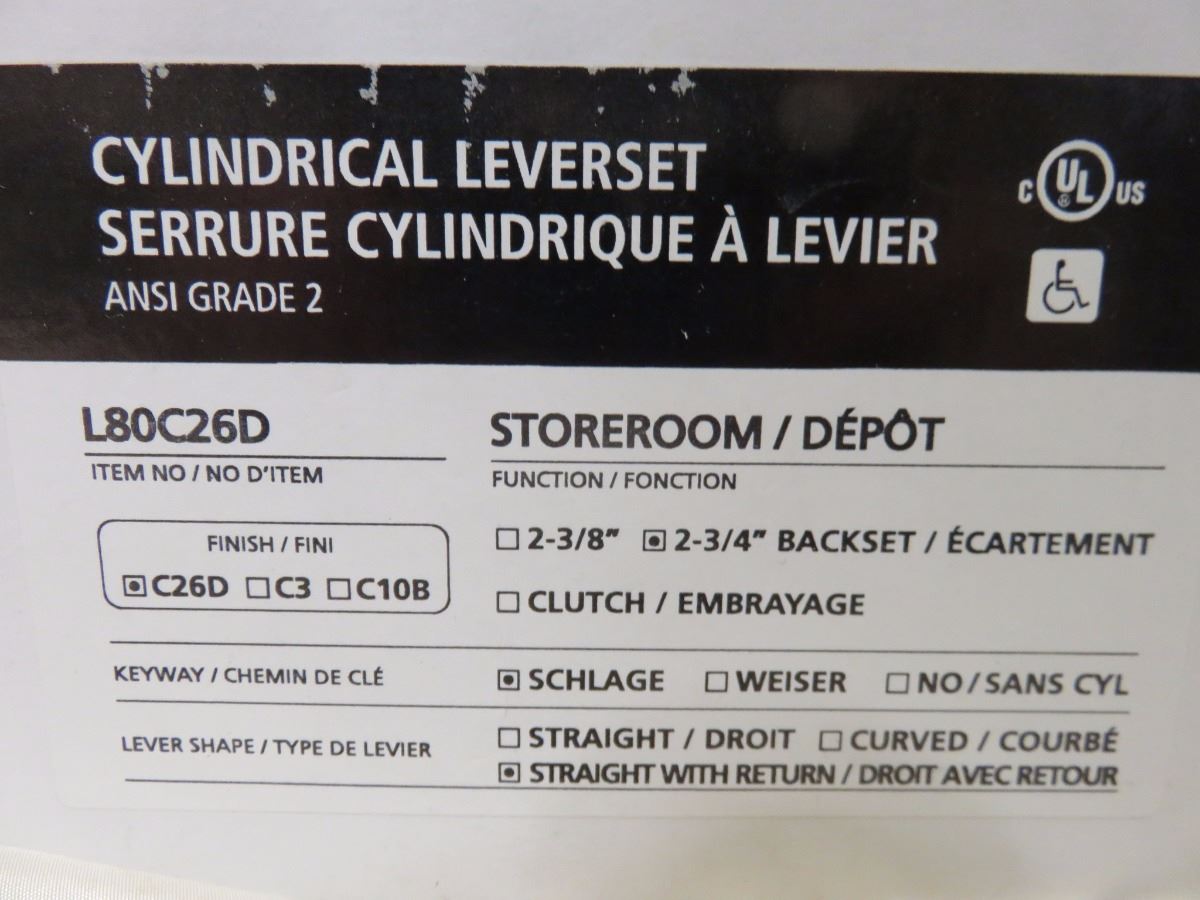 CYLINDRICAL LEVERSET
SERRURE CYLINDRIQUE À LEVIER
ANSI GRADE 2
C UL ® US
L80C26D
ITEM NO / NO D'ITEM
STOREROOM / DÉPÔT
FUNCTION / FONCTION
FINISH / FINI
C26D C3 C10B
2-3/8" 2-3/4" BACKSET / ÉCARTEMENT
CLUTCH / EMBRAYAGE
KEYWAY / CHEMIN DE CLÉ
SCHLAGE WEISER NO / SANS CYL
LEVER SHAPE / TYPE DE LEVIER
STRAIGHT / DROIT CURVED / COURBÉ
STRAIGHT WITH RETURN / DROIT AVEC RETOUR